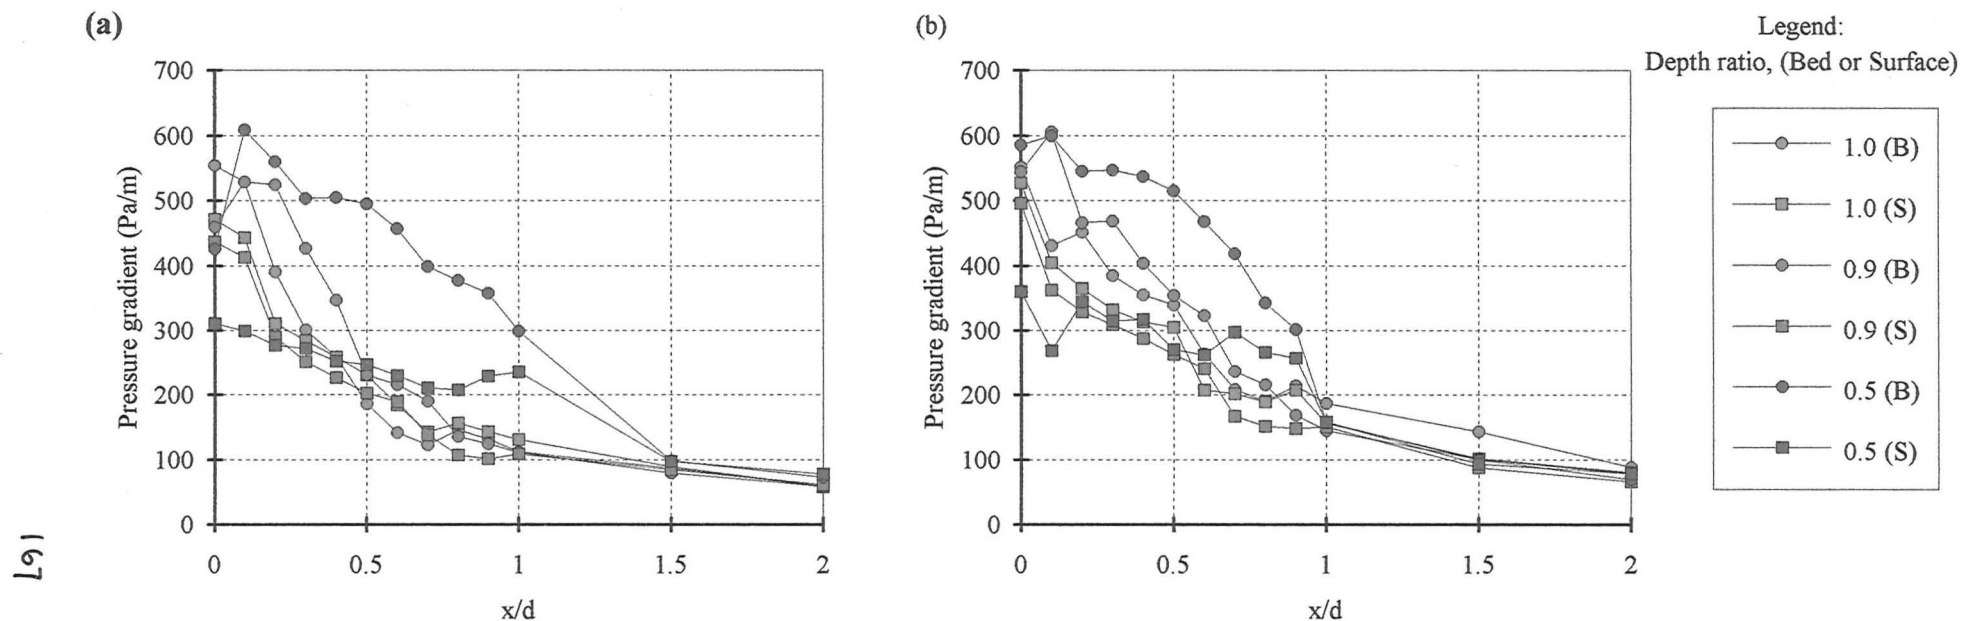 (a)
Pressure gradient (Pa/m)
700
600
500
400
300
200
100
0
0 0.5 1 1.5 2
x/d
(b)
Pressure gradient (Pa/m)
700
600
500
400
300
200
100
0
0 0.5 1 1.5 2
x/d
Legend:
Depth ratio, (Bed or Surface)
1.0 (B)
1.0 (S)
0.9 (B)
0.9 (S)
0.5 (B)
0.5 (S)
167